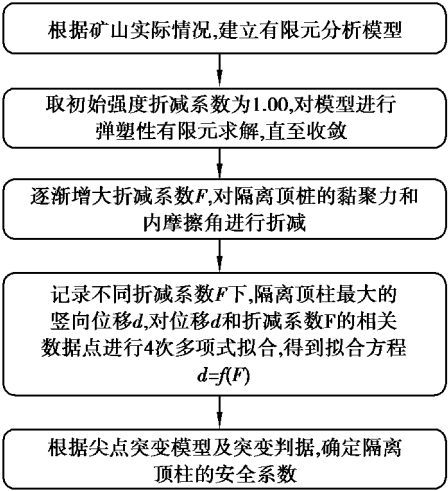 根据矿山实际情况,建立有限元分析模型
取初始强度折减系数为1.00,对模型进行
弹塑性有限元求解,直至收敛
逐渐增大折减系数F,对隔离顶桩的黏聚力和
内摩擦角进行折减
记录不同折减系数F下,隔离顶柱最大的
竖向位移d,对位移d和折减系数F的相关
数据点进行4次多项式拟合,得到拟合方程
d=f(F)
根据尖点突变模型及突变判据,确定隔离
顶柱的安全系数